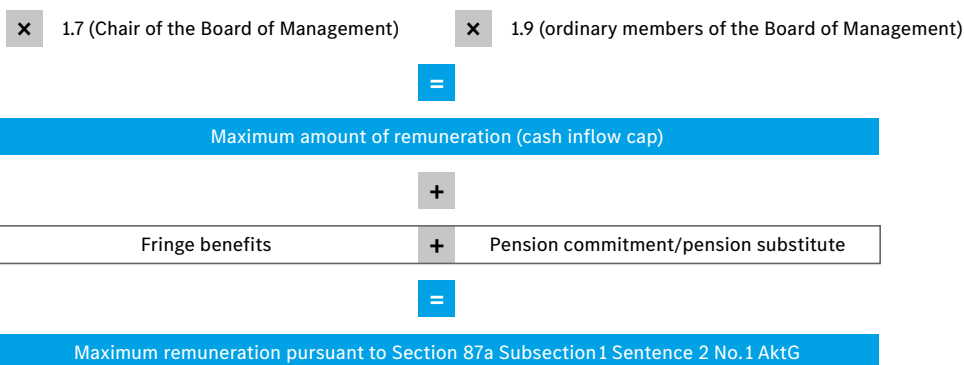 × 1.7 (Chair of the Board of Management) × 1.9 (ordinary members of the Board of Management)
=
Maximum amount of remuneration (cash inflow cap)
+
Fringe benefits + Pension commitment/pension substitute
=
Maximum remuneration pursuant to Section 87a Subsection 1 Sentence 2 No. 1 AktG